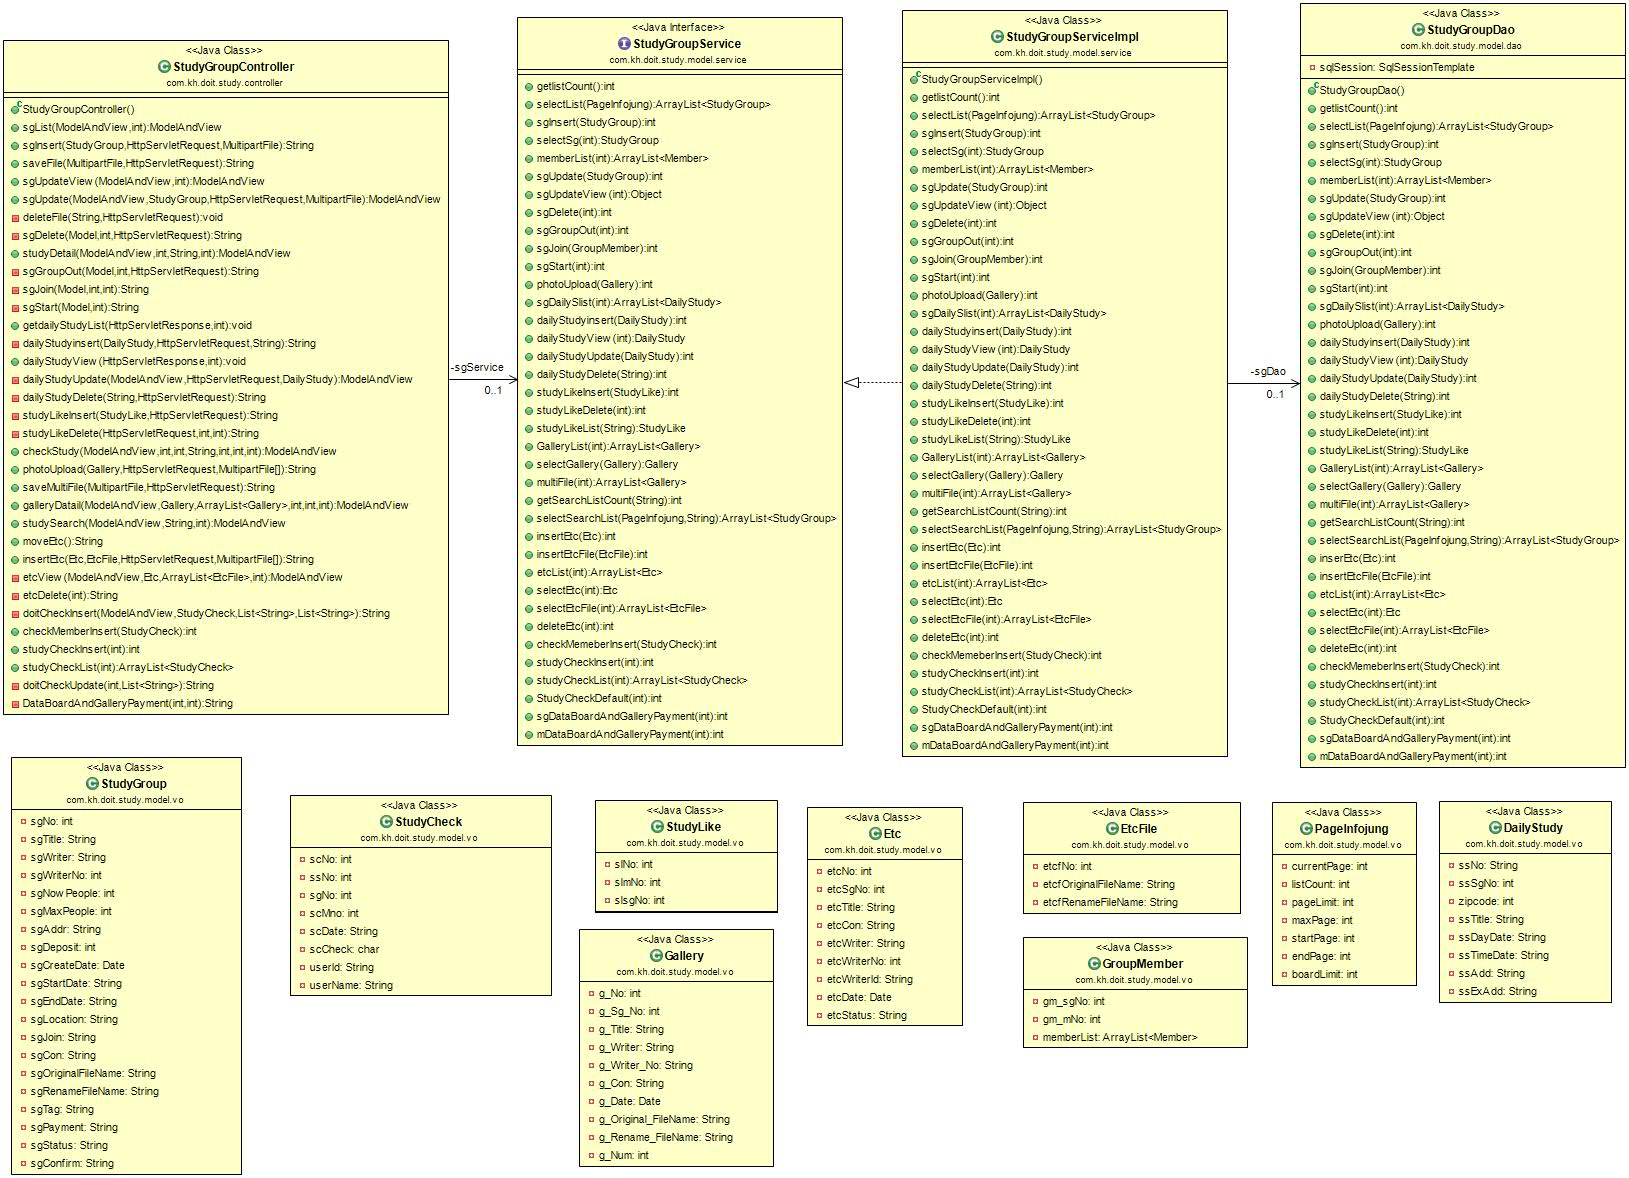 <<Java Class>>
StudyGroupController
com.kh.doit.study.controller
StudyGroupController()
sgList(ModelAndView,int):ModelAndView
sgInsert(StudyGroup,HttpServletRequest,MultipartFile):String
saveFile(MultipartFile,HttpServletRequest):String
sgUpdateView(ModelAndView,int):ModelAndView
sgUpdate(ModelAndView,StudyGroup,HttpServletRequest,MultipartFile):ModelAndView
deleteFile(String,HttpServletRequest):void
sgDelete(Model,int,HttpServletRequest):String
studyDetail(ModelAndView,int,String,int):ModelAndView
sgGroupOut(Model,int,HttpServletRequest):String
sgJoin(Model,int,int):String
sgStart(Model,int):String
getdailyStudyList(HttpServletResponse,int):void
dailyStudyinsert(DailyStudy,HttpServletRequest,String):String
dailyStudyView(HttpServletResponse,int):void
dailyStudyUpdate(ModelAndView,HttpServletRequest,DailyStudy):ModelAndView
dailyStudyDelete(String,HttpServletRequest):String
studyLikeInsert(StudyLike,HttpServletRequest):String
studyLikeDelete(HttpServletRequest,int,int):String
checkStudy(ModelAndView,int,int,String,int,int,int):ModelAndView
photoUpload(Gallery,HttpServletRequest,MultipartFile[]):String
saveMultiFile(MultipartFile,HttpServletRequest):String
galleryDatail(ModelAndView,Gallery,ArrayList<Gallery>,int,int,int):ModelAndView
studySearch(ModelAndView,String,int):ModelAndView
moveEtc():String
insertEtc(Etc,EtcFile,HttpServletRequest,MultipartFile[]):String
etcView(ModelAndView,Etc,ArrayList<EtcFile>,int):ModelAndView
etcDelete(int):String
doitCheckInsert(ModelAndView,StudyCheck,List<String>,List<String>):String
checkMemberInsert(StudyCheck):int
studyCheckInsert(int):int
studyCheckList(int):ArrayList<StudyCheck>
doitCheckUpdate(int,List<String>):String
DataBoardAndGalleryPayment(int,int):String
-sgService
0..1
<<Java Interface>>
StudyGroupService
com.kh.doit.study.model.service
getlistCount():int
selectList(PageInfojung):ArrayList<StudyGroup>
sgInsert(StudyGroup):int
selectSg(int):StudyGroup
memberList(int):ArrayList<Member>
sgUpdate(StudyGroup):int
sgUpdateView(int):Object
sgDelete(int):int
sgGroupOut(int):int
sgJoin(GroupMember):int
sgStart(int):int
photoUpload(Gallery):int
sgDailySlist(int):ArrayList<DailyStudy>
dailyStudyinsert(DailyStudy):int
dailyStudyView(int):DailyStudy
dailyStudyUpdate(DailyStudy):int
dailyStudyDelete(String):int
studyLikeInsert(StudyLike):int
studyLikeDelete(int):int
studyLikeList(String):StudyLike
GalleryList(int):ArrayList<Gallery>
selectGallery(Gallery):Gallery
multiFile(int):ArrayList<Gallery>
getSearchListCount(String):int
selectSearchList(PageInfojung,String):ArrayList<StudyGroup>
insertEtc(Etc):int
insertEtcFile(EtcFile):int
etcList(int):ArrayList<Etc>
selectEtc(int):Etc
selectEtcFile(int):ArrayList<EtcFile>
deleteEtc(int):int
checkMemeberInsert(StudyCheck):int
studyCheckInsert(int):int
studyCheckList(int):ArrayList<StudyCheck>
StudyCheckDefault(int):int
sgDataBoardAndGalleryPayment(int):int
mDataBoardAndGalleryPayment(int):int
<<Java Class>>
StudyGroupServiceImpl
com.kh.doit.study.model.service
StudyGroupServiceImpl()
getlistCount():int
selectList(PageInfojung):ArrayList<StudyGroup>
sgInsert(StudyGroup):int
selectSg(int):StudyGroup
memberList(int):ArrayList<Member>
sgUpdate(StudyGroup):int
sgUpdateView(int):Object
sgDelete(int):int
sgGroupOut(int):int
sgJoin(GroupMember):int
sgStart(int):int
photoUpload(Gallery):int
sgDailySlist(int):ArrayList<DailyStudy>
dailyStudyinsert(DailyStudy):int
dailyStudyView(int):DailyStudy
dailyStudyUpdate(DailyStudy):int
dailyStudyDelete(String):int
studyLikeInsert(StudyLike):int
studyLikeDelete(int):int
studyLikeList(String):StudyLike
GalleryList(int):ArrayList<Gallery>
selectGallery(Gallery):Gallery
multiFile(int):ArrayList<Gallery>
getSearchListCount(String):int
selectSearchList(PageInfojung,String):ArrayList<StudyGroup>
insertEtc(Etc):int
insertEtcFile(EtcFile):int
etcList(int):ArrayList<Etc>
selectEtc(int):Etc
selectEtcFile(int):ArrayList<EtcFile>
deleteEtc(int):int
checkMemeberInsert(StudyCheck):int
studyCheckInsert(int):int
studyCheckList(int):ArrayList<StudyCheck>
StudyCheckDefault(int):int
sgDataBoardAndGalleryPayment(int):int
mDataBoardAndGalleryPayment(int):int
-sgDao
0..1
<<Java Class>>
StudyGroupDao
com.kh.doit.study.model.dao
sqlSession: SqlSessionTemplate
StudyGroupDao()
getlistCount():int
selectList(PageInfojung):ArrayList<StudyGroup>
sgInsert(StudyGroup):int
selectSg(int):StudyGroup
memberList(int):ArrayList<Member>
sgUpdate(StudyGroup):int
sgUpdateView(int):Object
sgDelete(int):int
sgGroupOut(int):int
sgJoin(GroupMember):int
sgStart(int):int
sgDailySlist(int):ArrayList<DailyStudy>
photoUpload(Gallery):int
dailyStudyinsert(DailyStudy):int
dailyStudyView(int):DailyStudy
dailyStudyUpdate(DailyStudy):int
dailyStudyDelete(String):int
studyLikeInsert(StudyLike):int
studyLikeDelete(int):int
studyLikeList(String):StudyLike
GalleryList(int):ArrayList<Gallery>
selectGallery(Gallery):Gallery
multiFile(int):ArrayList<Gallery>
getSearchListCount(String):int
selectSearchList(PageInfojung,String):ArrayList<StudyGroup>
inserEtc(Etc):int
insertEtcFile(EtcFile):int
etcList(int):ArrayList<Etc>
selectEtc(int):Etc
selectEtcFile(int):ArrayList<EtcFile>
deleteEtc(int):int
checkMemeberInsert(StudyCheck):int
studyCheckInsert(int):int
studyCheckList(int):ArrayList<StudyCheck>
StudyCheckDefault(int):int
sgDataBoardAndGalleryPayment(int):int
mDataBoardAndGalleryPayment(int):int
<<Java Class>>
StudyGroup
com.kh.doit.study.model.vo
sgNo: int
sgTitle: String
sgWriter: String
sgWriterNo: int
sgNowPeople: int
sgMaxPeople: int
sgAddr: String
sgDeposit: int
sgCreateDate: Date
sgStartDate: String
sgEndDate: String
sgLocation: String
sgJoin: String
sgCon: String
sgOriginalFileName: String
sgRenameFileName: String
sgTag: String
sgPayment: String
sgStatus: String
sgConfirm: String
<<Java Class>>
StudyCheck
com.kh.doit.study.model.vo
scNo: int
ssNo: int
sgNo: int
scMno: int
scDate: String
scCheck: char
userId: String
userName: String
<<Java Class>>
StudyLike
com.kh.doit.study.model.vo
slNo: int
slmNo: int
slsgNo: int
<<Java Class>>
Gallery
com.kh.doit.study.model.vo
g_No: int
g_Sg_No: int
g_Title: String
g_Writer: String
g_Writer_No: String
g_Con: String
g_Date: Date
g_Original_FileName: String
g_Rename_FileName: String
g_Num: int
<<Java Class>>
Etc
com.kh.doit.study.model.vo
etcNo: int
etcSgNo: int
etcTitle: String
etcCon: String
etcWriter: String
etcWriterNo: int
etcWriterId: String
etcDate: Date
etcStatus: String
<<Java Class>>
EtcFile
com.kh.doit.study.model.vo
etcfNo: int
etcfOriginalFileName: String
etcfRenameFileName: String
<<Java Class>>
GroupMember
com.kh.doit.study.model.vo
gm_sgNo: int
gm_mNo: int
memberList: ArrayList<Member>
<<Java Class>>
PageInfojung
com.kh.doit.study.model.vo
currentPage: int
listCount: int
pageLimit: int
maxPage: int
startPage: int
endPage: int
boardLimit: int
<<Java Class>>
DailyStudy
com.kh.doit.study.model.vo
ssNo: String
ssSgNo: int
zipcode: int
ssTitle: String
ssDayDate: String
ssTimeDate: String
ssAdd: String
ssExAdd: String